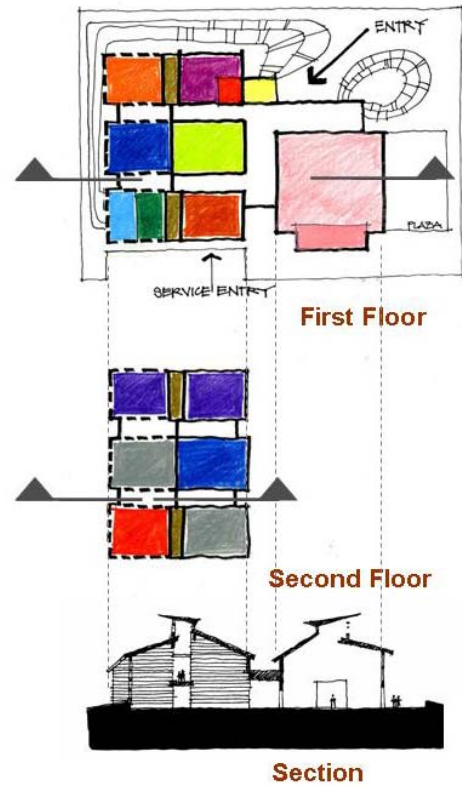 ENTRY
PLAZA
SERVICE ENTRY
First Floor
Second Floor
Section